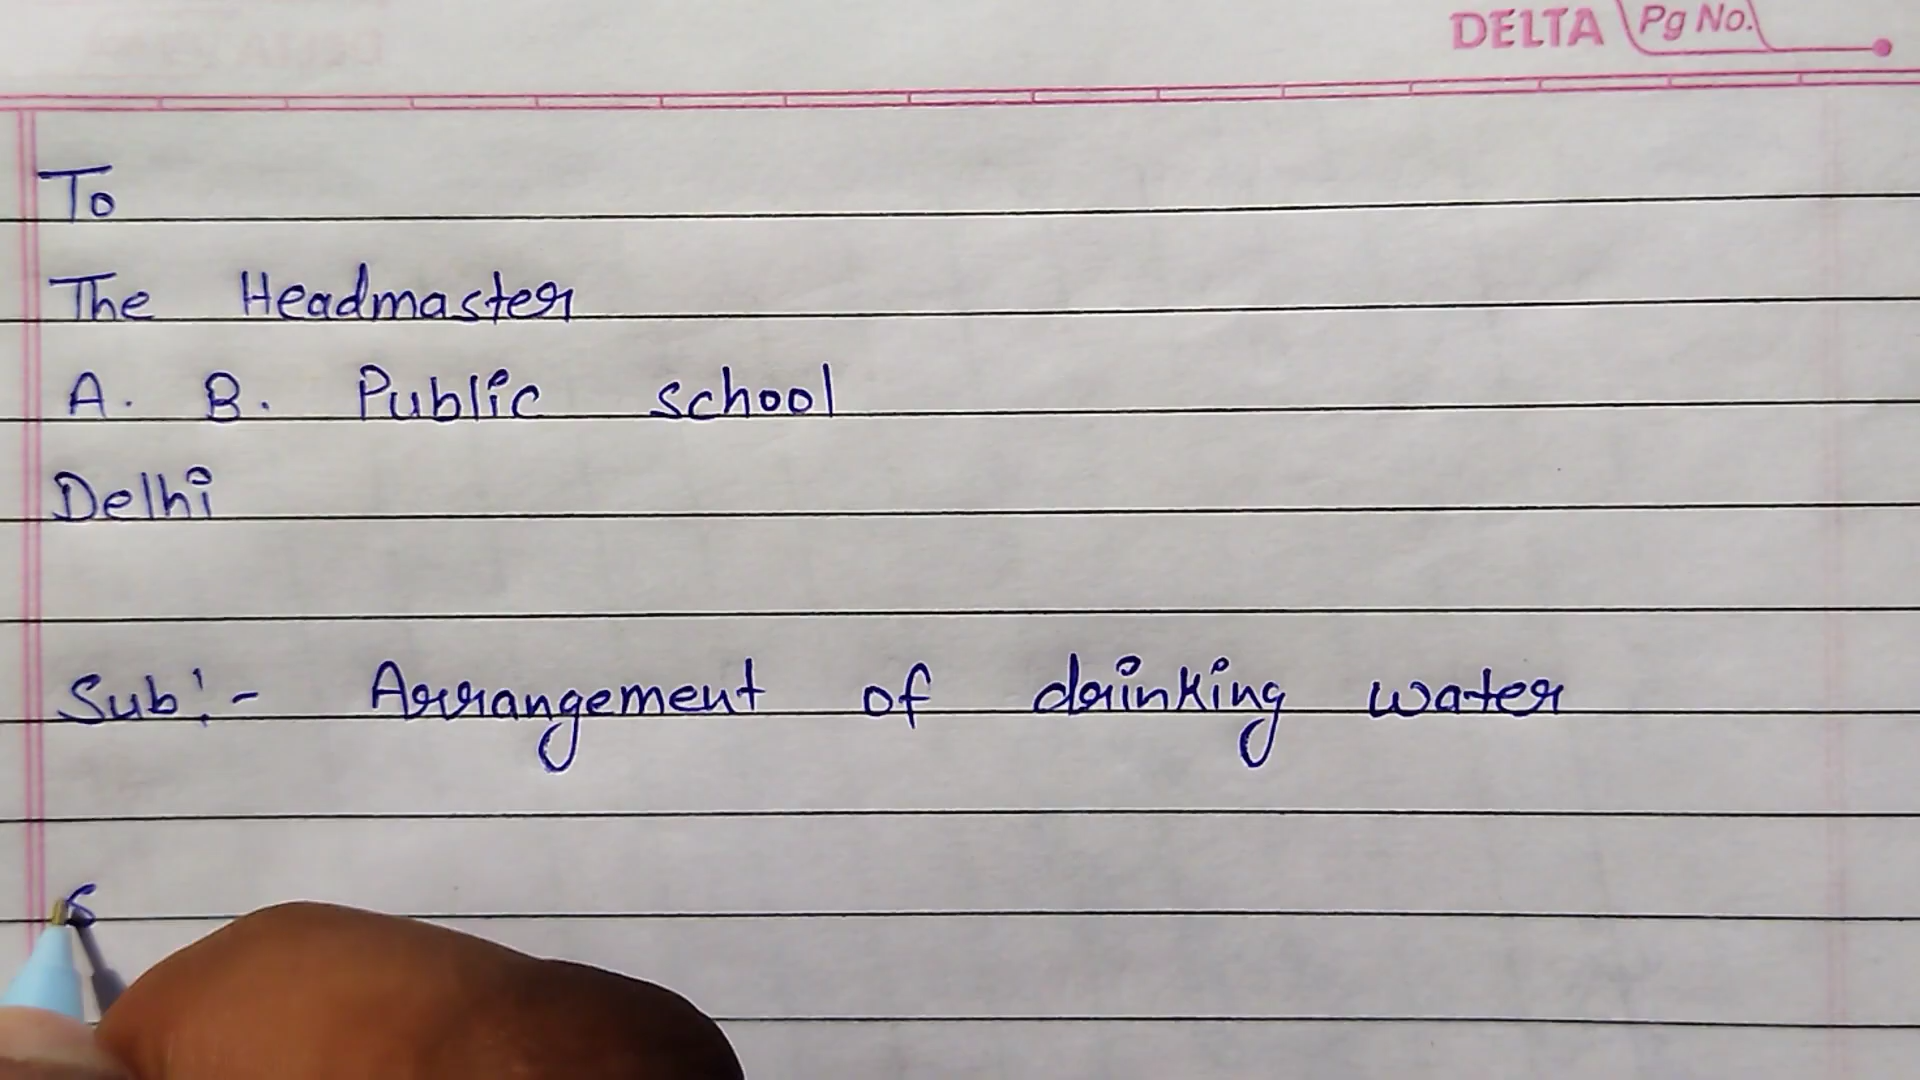 DELTA Pg No.
To
The Headmaster
A. B. Public school
Delhi
Sub:- Arrangement of drinking water
S